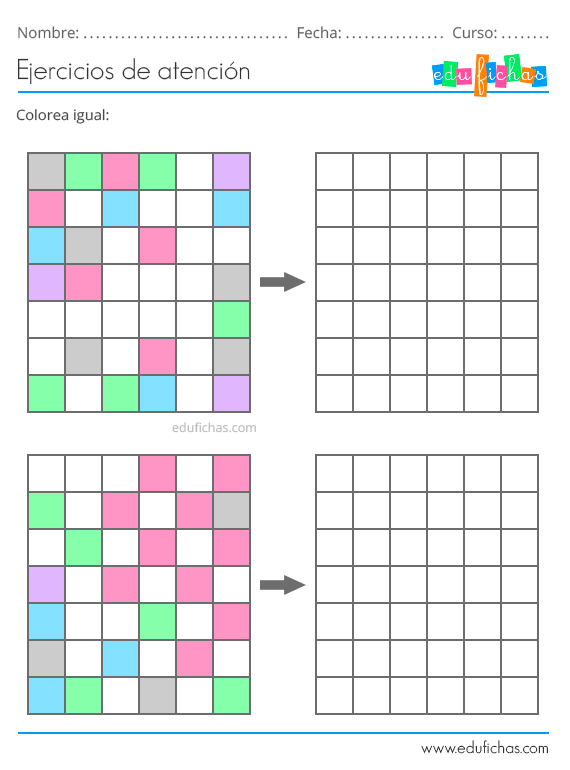 Nombre: ................................ Fecha: ................ Curso: ........
Ejercicios de atención
edufichas
Colorea igual:
edufichas.com
www.edufichas.com